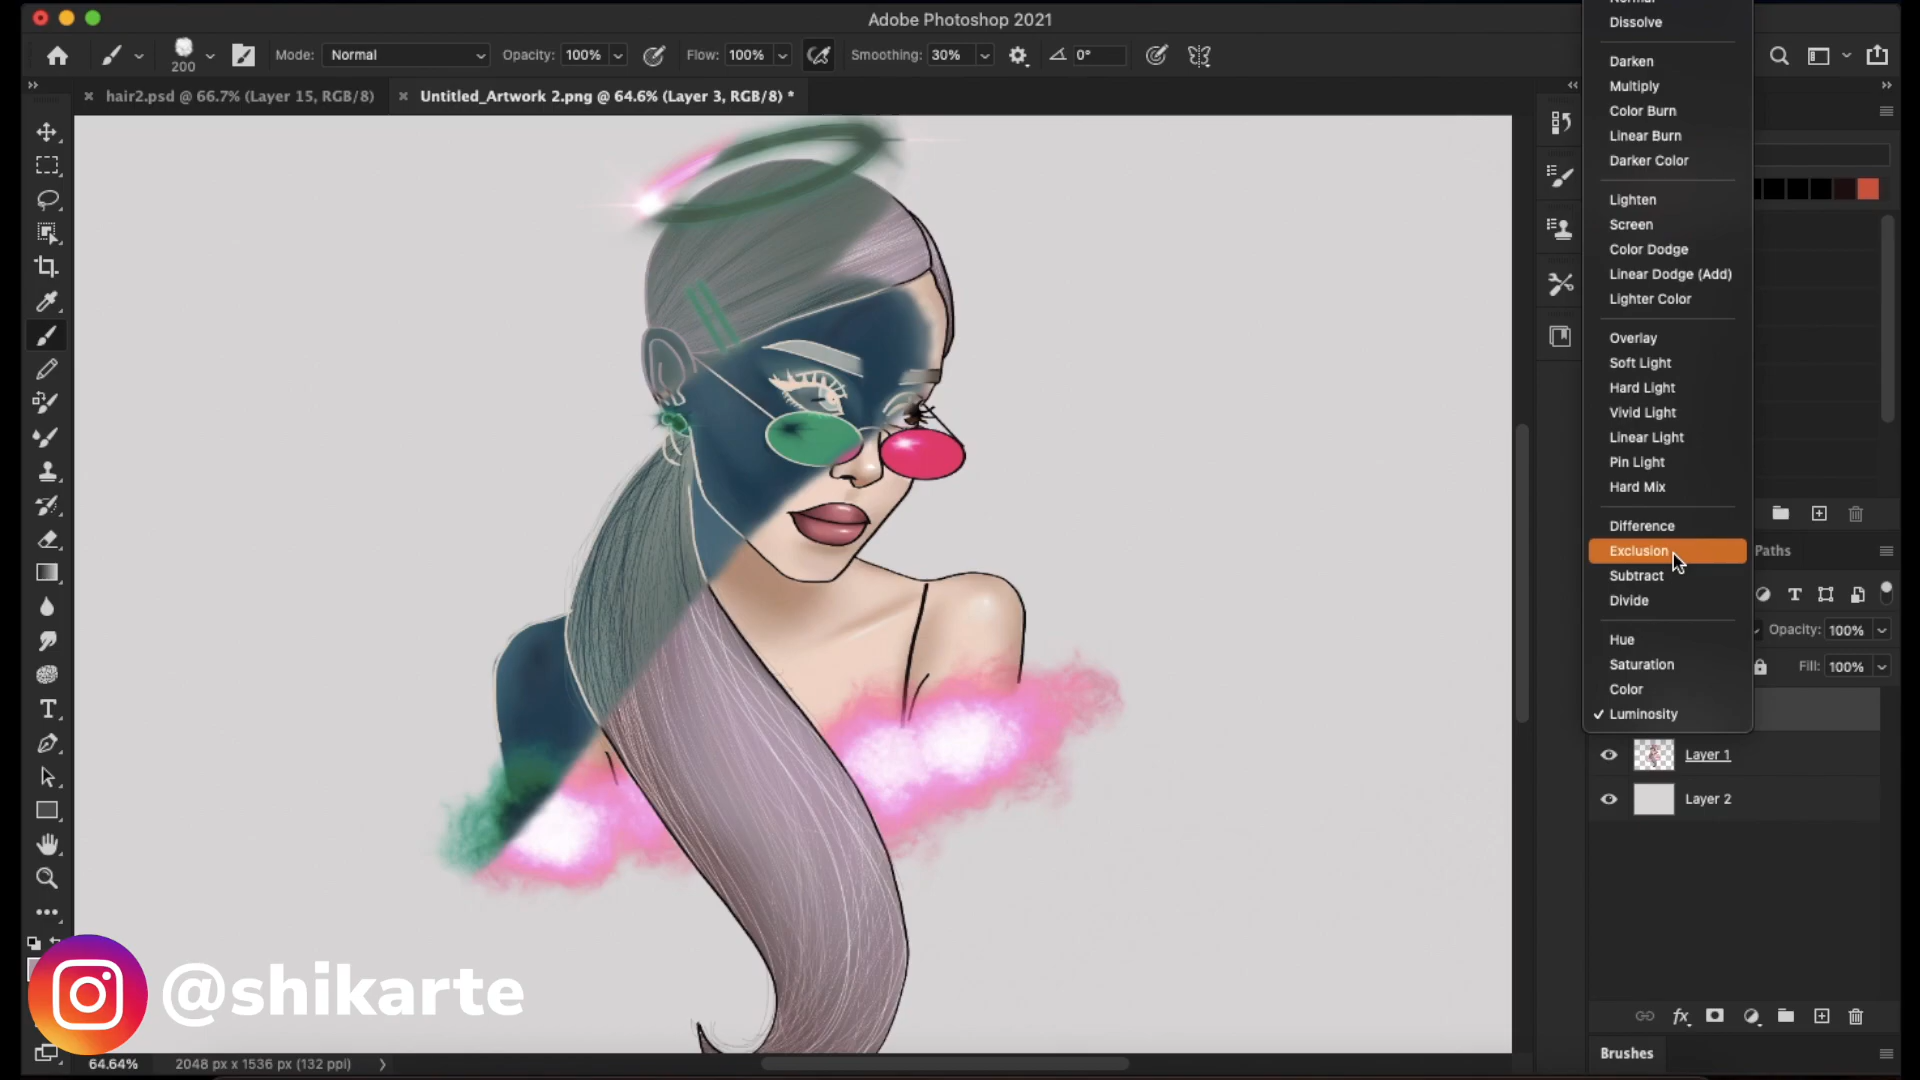 Adobe Photoshop 2021
200
Mode: Normal
Opacity: 100%
Flow: 100%
Smoothing: 30%
0°
hair2.psd @ 66.7% (Layer 15, RGB/8)
Untitled_Artwork 2.png @ 64.6% (Layer 3, RGB/8) *
Dissolve
Darken
Multiply
Color Burn
Linear Burn
Darker Color
Lighten
Screen
Color Dodge
Linear Dodge (Add)
Lighter Color
Overlay
Soft Light
Hard Light
Vivid Light
Linear Light
Pin Light
Hard Mix
Difference
Exclusion
Subtract
Divide
Hue
Saturation
Color
Luminosity
Paths
Opacity: 100%
Fill: 100%
Layer 1
Layer 2
fx
Brushes
@shikarte
64.64%
2048 px x 1536 px (132 ppi)